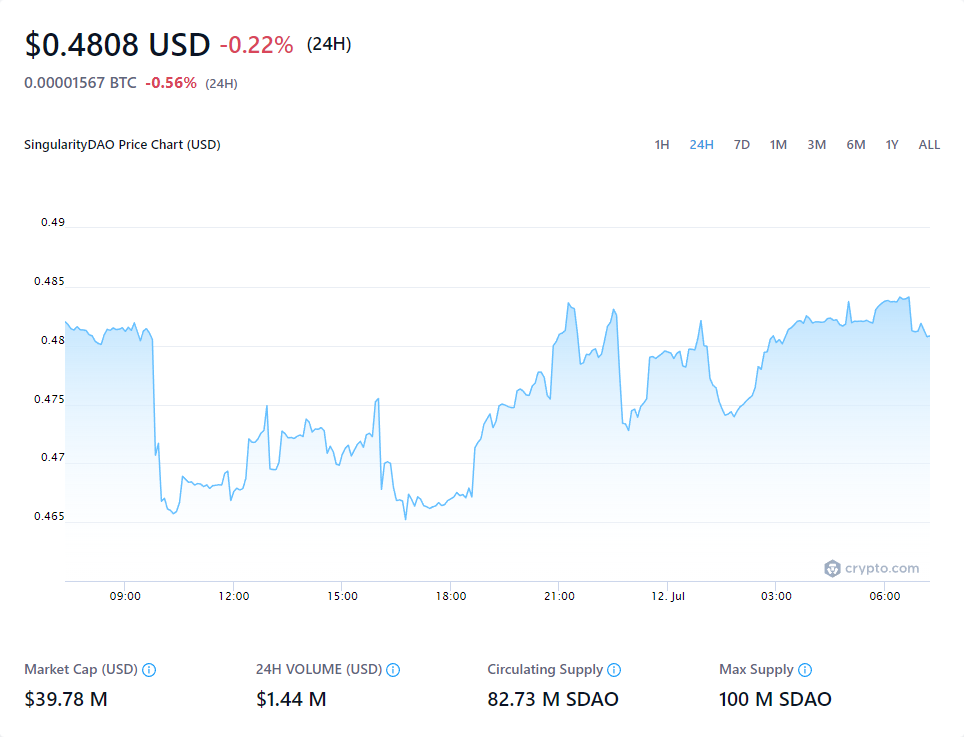 $0.4808 USD -0.22% (24H)
0.00001567 BTC -0.56% (24H)
SingularityDAO Price Chart (USD)
1H 24H 7D 1M 3M 6M 1Y ALL
0.49
0.485
0.48
0.475
0.47
0.465
crypto.com
09:00 12:00 15:00 18:00 21:00 12. Jul 03:00 06:00
Market Cap (USD) 24H VOLUME (USD) Circulating Supply Max Supply
$39.78 M $1.44 M 82.73 M SDAO 100 M SDAO